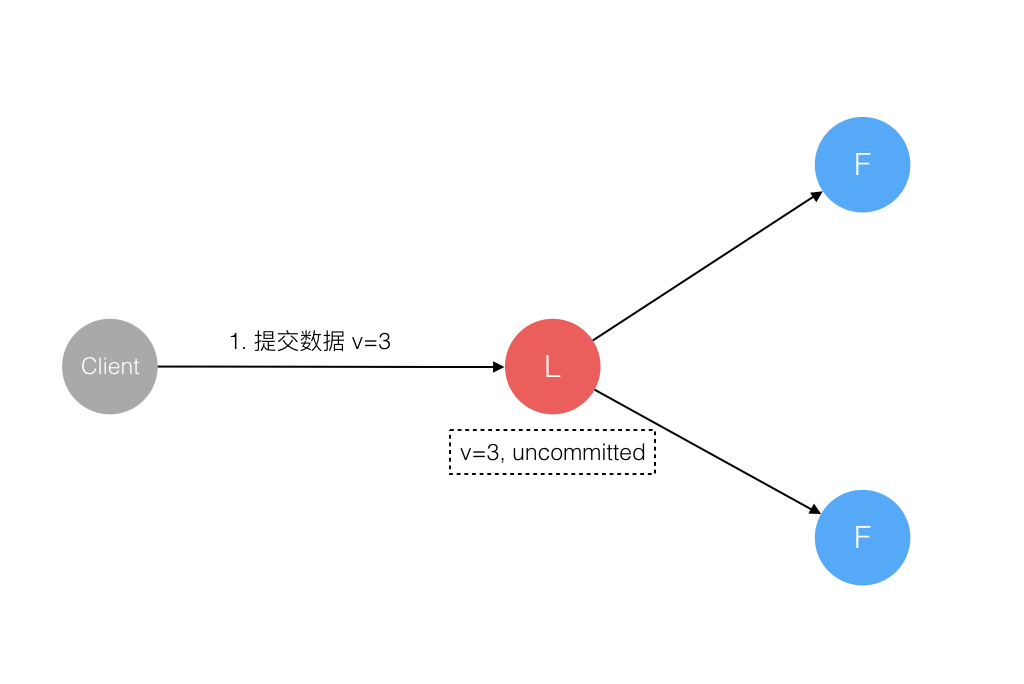 F
1. 提交数据 v=3
Client
L
v=3, uncommitted
F